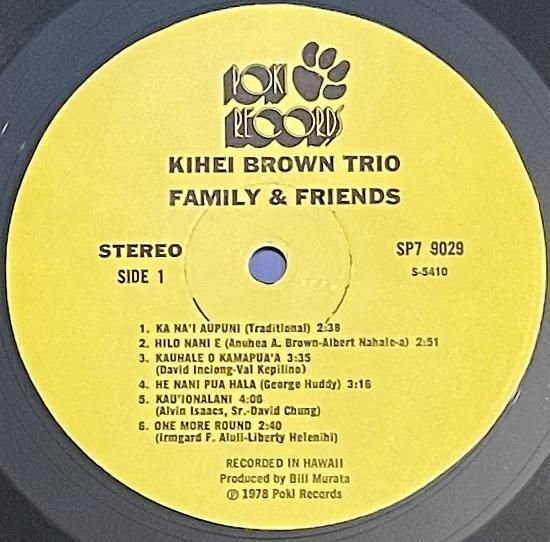 POKI
RECORDS
KIHEI BROWN TRIO
FAMILY & FRIENDS
STEREO
SP7 9029
SIDE 1
S-5410
1. KA NA'I AUPUNI (Traditional) 2:38
2. HILO NANI E (Anuhea A. Brown-Albert Nahale-a) 2:51
3. KAUHALE O KAMAPUA'A 3:35
(David Inciong-Val Kepilino)
4. HE NANI PUA HALA (George Huddy) 3:16
5. KAU'IONALANI 4:06
(Alvin Isaacs, Sr.-David Chung)
6. ONE MORE ROUND 2:40
(Irmgard F. Aluli-Liberty Helenihi)
RECORDED IN HAWAII
Produced by Bill Murata
℗ 1978 Poki Records